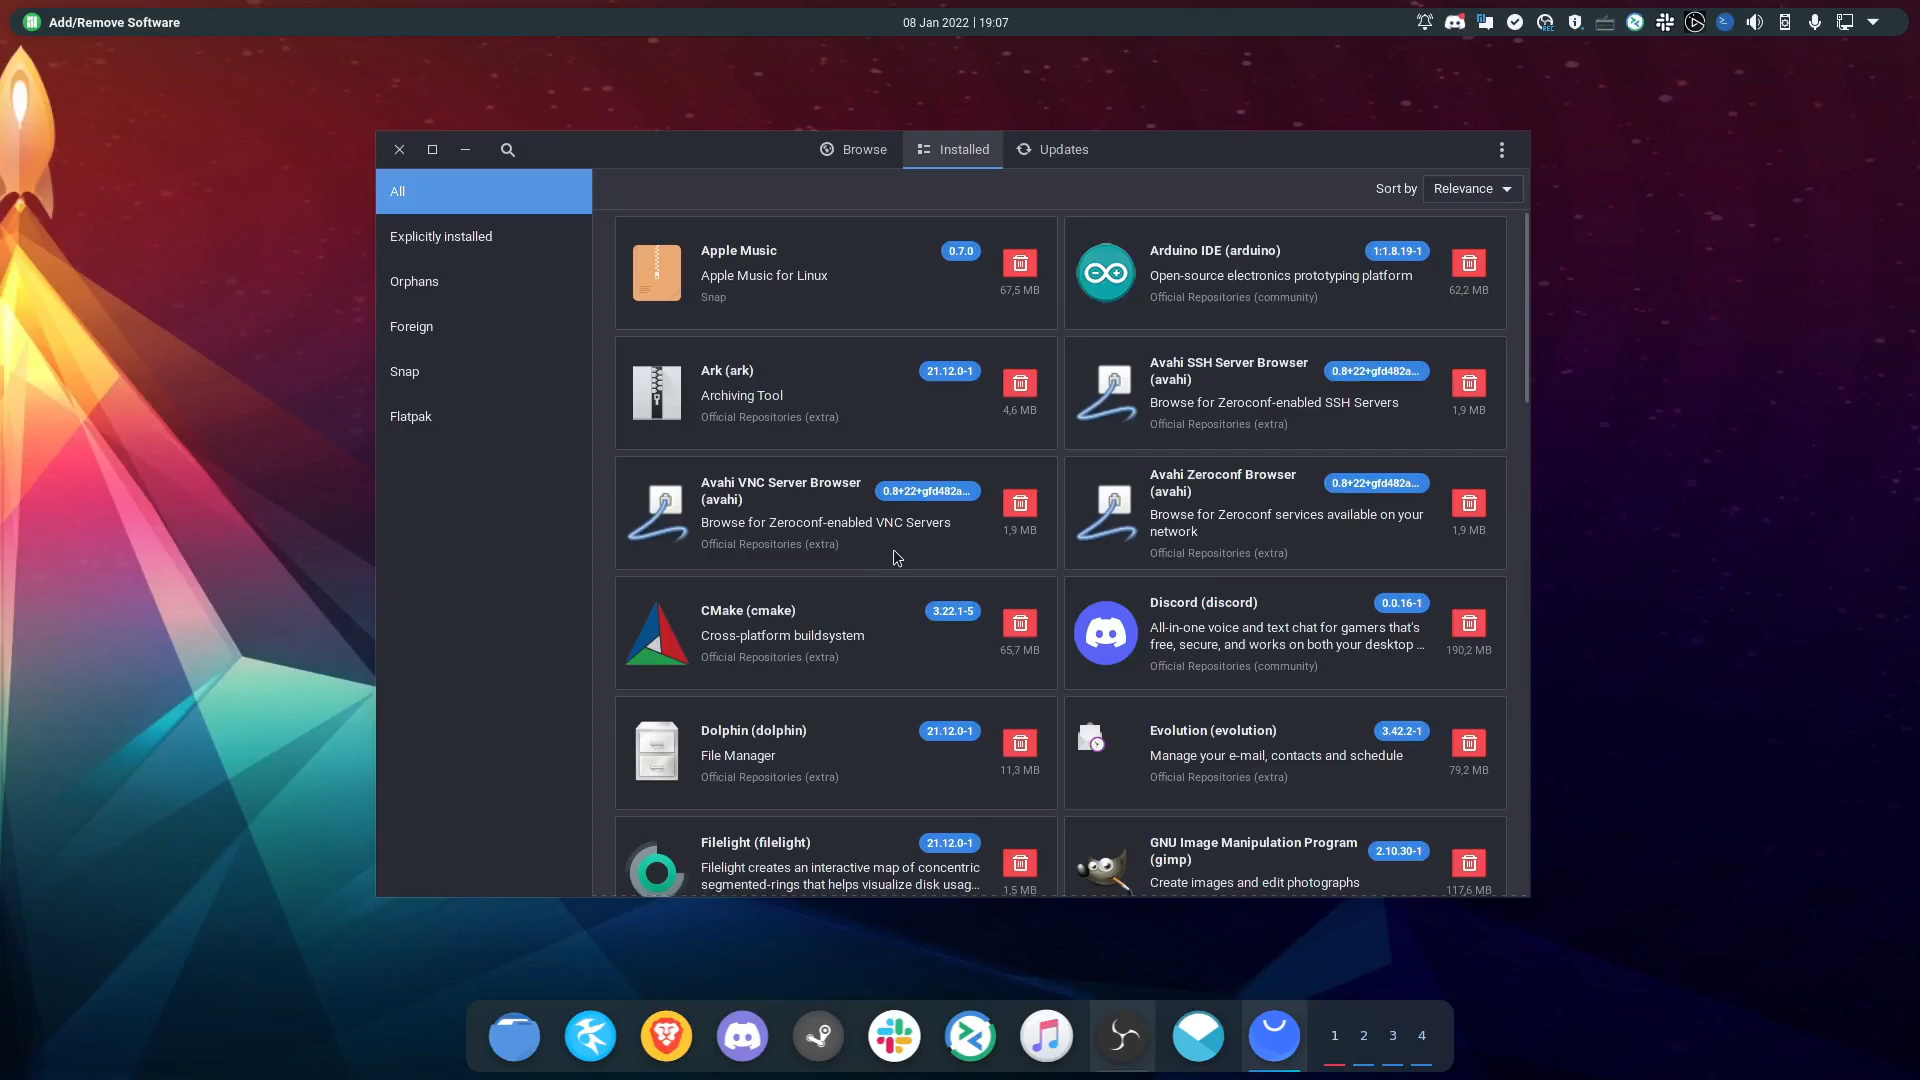 Add/Remove Software
08 Jan 2022 | 19:07
REL
Browse
Installed
Updates
All
Explicitly installed
Orphans
Foreign
Snap
Flatpak
Sort by
Relevance
Apple Music
0.7.0
Apple Music for Linux
Snap
67,5 MB
Arduino IDE (arduino)
1:1.8.19-1
Open-source electronics prototyping platform
Official Repositories (community)
62,2 MB
Ark (ark)
21.12.0-1
Archiving Tool
Official Repositories (extra)
4,6 MB
Avahi SSH Server Browser
(avahi)
0.8+22+gfd482a...
Browse for Zeroconf-enabled SSH Servers
Official Repositories (extra)
1,9 MB
Avahi VNC Server Browser
(avahi)
0.8+22+gfd482a...
Browse for Zeroconf-enabled VNC Servers
Official Repositories (extra)
1,9 MB
Avahi Zeroconf Browser
(avahi)
0.8+22+gfd482a...
Browse for Zeroconf services available on your
network
Official Repositories (extra)
1,9 MB
CMake (cmake)
3.22.1-5
Cross-platform buildsystem
Official Repositories (extra)
65,7 MB
Discord (discord)
0.0.16-1
All-in-one voice and text chat for gamers that's
free, secure, and works on both your desktop ...
Official Repositories (community)
190,2 MB
Dolphin (dolphin)
21.12.0-1
File Manager
Official Repositories (extra)
11,3 MB
Evolution (evolution)
3.42.2-1
Manage your e-mail, contacts and schedule
Official Repositories (extra)
79,2 MB
Filelight (filelight)
21.12.0-1
Filelight creates an interactive map of concentric
segmented-rings that helps visualize disk usag...
1,5 MB
GNU Image Manipulation Program
(gimp)
2.10.30-1
Create images and edit photographs
117,6 MB
1 2 3 4